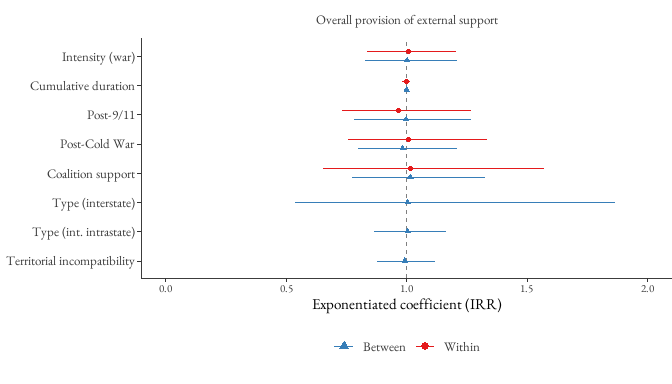 Overall provision of external support
Intensity (war)
Cumulative duration
Post-9/11
Post-Cold War
Coalition support
Type (interstate)
Type (int. intrastate)
Territorial incompatibility
0.0 0.5 1.0 1.5 2.0
Exponentiated coefficient (IRR)
Between Within